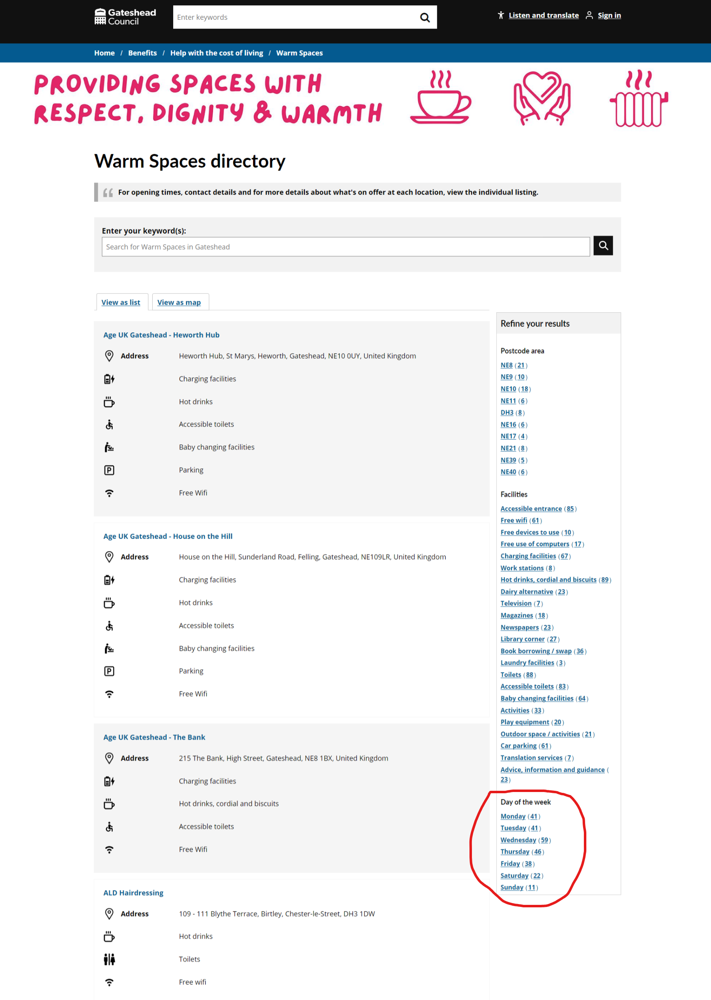 Gateshead
Council
Enter keywords
Listen and translate
Sign in
Home / Benefits / Help with the cost of living / Warm Spaces
PROVIDING SPACES WITH
RESPECT, DIGNITY & WARMTH
Warm Spaces directory
For opening times, contact details and for more details about what's on offer at each location, view the individual listing.
Enter your keyword(s):
Search for Warm Spaces in Gateshead
View as list
View as map
Age UK Gateshead - Heworth Hub
Address Heworth Hub, St Marys, Heworth, Gateshead, NE10 0UY, United Kingdom
Charging facilities
Hot drinks
Accessible toilets
Baby changing facilities
P Parking
Free Wifi
Age UK Gateshead - House on the Hill
Address House on the Hill, Sunderland Road, Felling, Gateshead, NE109LR, United Kingdom
Charging facilities
Hot drinks
Accessible toilets
Baby changing facilities
P Parking
Free Wifi
Age UK Gateshead - The Bank
Address 215 The Bank, High Street, Gateshead, NE8 1BX, United Kingdom
Charging facilities
Hot drinks, cordial and biscuits
Accessible toilets
Free Wifi
ALD Hairdressing
Address 109 - 111 Blythe Terrace, Birtley, Chester-le-Street, DH3 1DW
Hot drinks
Toilets
Free wifi
Refine your results
Postcode area
NE8 (21)
NE9 (10)
NE10 (18)
NE11 (6)
DH3 (8)
NE16 (6)
NE17 (4)
NE21 (8)
NE39 (5)
NE40 (6)
Facilities
Accessible entrance (85)
Free wifi (61)
Free devices to use (10)
Free use of computers (17)
Charging facilities (67)
Work stations (8)
Hot drinks, cordial and biscuits (89)
Dairy alternative (23)
Television (7)
Magazines (18)
Newspapers (23)
Library corner (27)
Book borrowing / swap (36)
Laundry facilities (3)
Toilets (88)
Accessible toilets (83)
Baby changing facilities (64)
Activities (33)
Play equipment (20)
Outdoor space / activities (21)
Car parking (61)
Translation services (7)
Advice, information and guidance (
23)
Day of the week
Monday (41)
Tuesday (41)
Wednesday (59)
Thursday (46)
Friday (38)
Saturday (22)
Sunday (11)